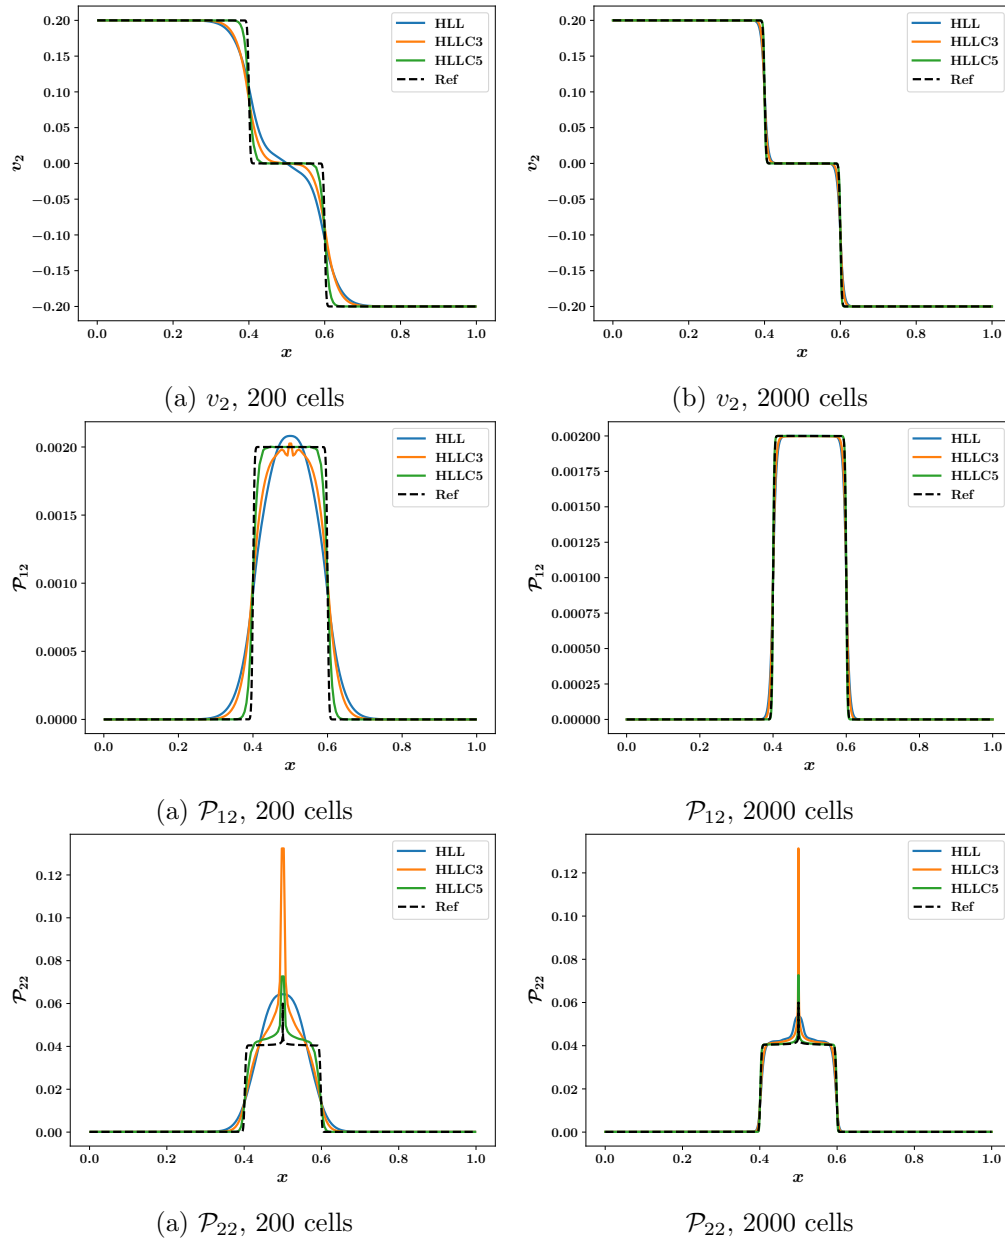 0.20
0.15
0.10
0.05
0.00
−0.05
−0.10
−0.15
−0.20
v₂
HLL
HLLC3
HLLC5
Ref
0.0 0.2 0.4 0.6 0.8 1.0
x
(a) v₂, 200 cells
0.20
0.15
0.10
0.05
0.00
−0.05
−0.10
−0.15
−0.20
v₂
HLL
HLLC3
HLLC5
Ref
0.0 0.2 0.4 0.6 0.8 1.0
x
(b) v₂, 2000 cells
0.0020
0.0015
0.0010
0.0005
0.0000
𝒫₁₂
HLL
HLLC3
HLLC5
Ref
0.0 0.2 0.4 0.6 0.8 1.0
x
(a) 𝒫₁₂, 200 cells
0.00200
0.00175
0.00150
0.00125
0.00100
0.00075
0.00050
0.00025
0.00000
𝒫₁₂
HLL
HLLC3
HLLC5
Ref
0.0 0.2 0.4 0.6 0.8 1.0
x
𝒫₁₂, 2000 cells
0.12
0.10
0.08
0.06
0.04
0.02
0.00
𝒫₂₂
HLL
HLLC3
HLLC5
Ref
0.0 0.2 0.4 0.6 0.8 1.0
x
(a) 𝒫₂₂, 200 cells
0.12
0.10
0.08
0.06
0.04
0.02
0.00
𝒫₂₂
HLL
HLLC3
HLLC5
Ref
0.0 0.2 0.4 0.6 0.8 1.0
x
𝒫₂₂, 2000 cells